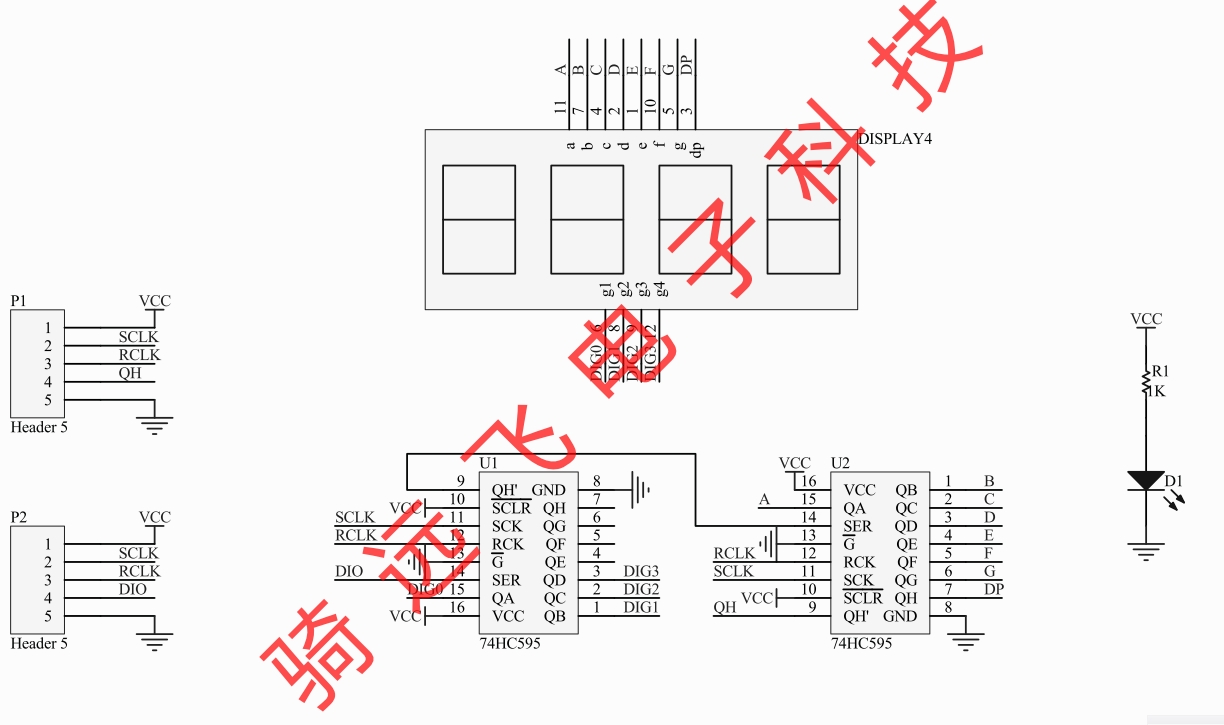 A B C D E F G DP
11 7 4 2 1 10 5 3
a b c d e f g dp
DISPLAY4
g1 g2 g3 g4
6 8 9 12
DIG0 DIG1 DIG2 DIG3
P1
VCC
1
2 SCLK
3 RCLK
4 QH
5
Header 5
P2
VCC
1
2 SCLK
3 RCLK
4 DIO
5
Header 5
U1
9 QH' GND 8
VCC 10 SCLR QH 7
SCLK 11 SCK QG 6
RCLK 12 RCK QF 5
13 G QE 4
DIO 14 SER QD 3 DIG3
DIG0 15 QA QC 2 DIG2
VCC 16 VCC QB 1 DIG1
74HC595
U2
VCC 16 VCC QB 1 B
A 15 QA QC 2 C
14 SER QD 3 D
13 G QE 4 E
RCLK 12 RCK QF 5 F
SCLK 11 SCK QG 6 G
VCC 10 SCLR QH 7 DP
QH 9 QH' GND 8
74HC595
VCC
R1
1K
D1
骑远飞电子科技